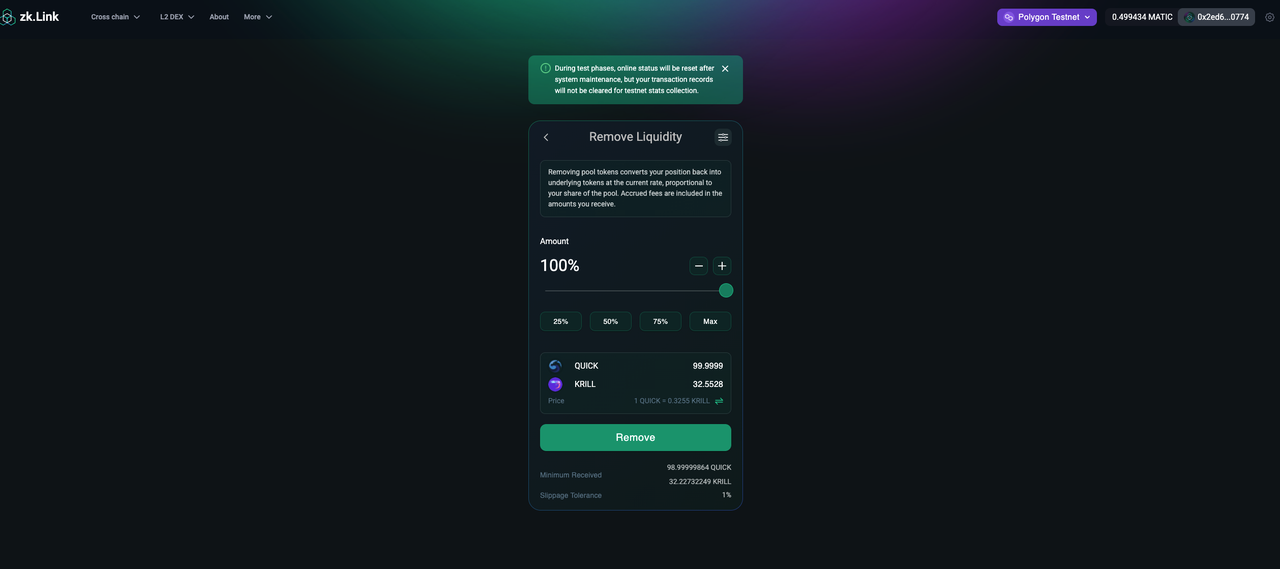 zk.Link
Cross chain
L2 DEX
About
More
Polygon Testnet
0.499434 MATIC
0x2ed6...0774
During test phases, online status will be reset after
system maintenance, but your transaction records
will not be cleared for testnet stats collection.
Remove Liquidity
Removing pool tokens converts your position back into
underlying tokens at the current rate, proportional to
your share of the pool. Accrued fees are included in the
amounts you receive.
Amount
100%
25%
50%
75%
Max
QUICK 99.9999
KRILL 32.5528
Price 1 QUICK = 0.3255 KRILL
Remove
Minimum Received 98.99999864 QUICK
32.22732249 KRILL
Slippage Tolerance 1%